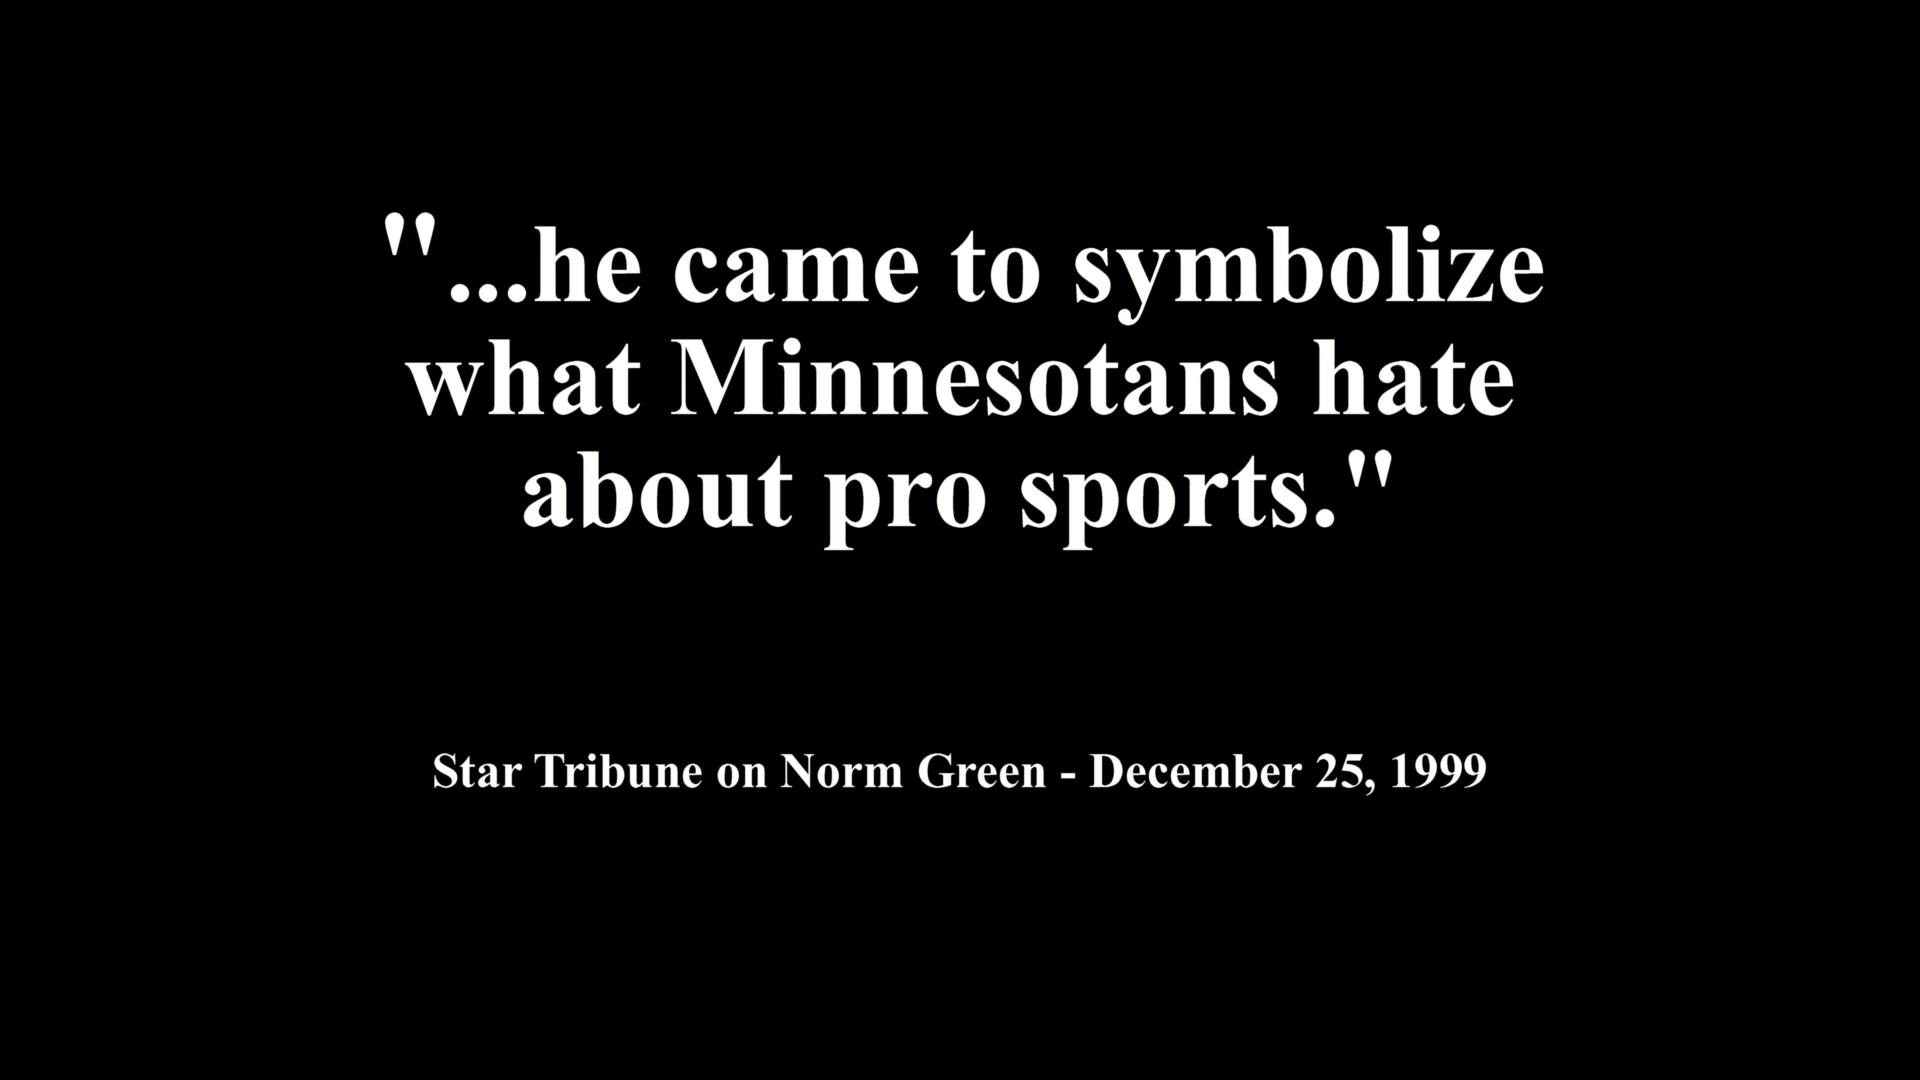 "...he came to symbolize
what Minnesotans hate
about pro sports."
Star Tribune on Norm Green - December 25, 1999